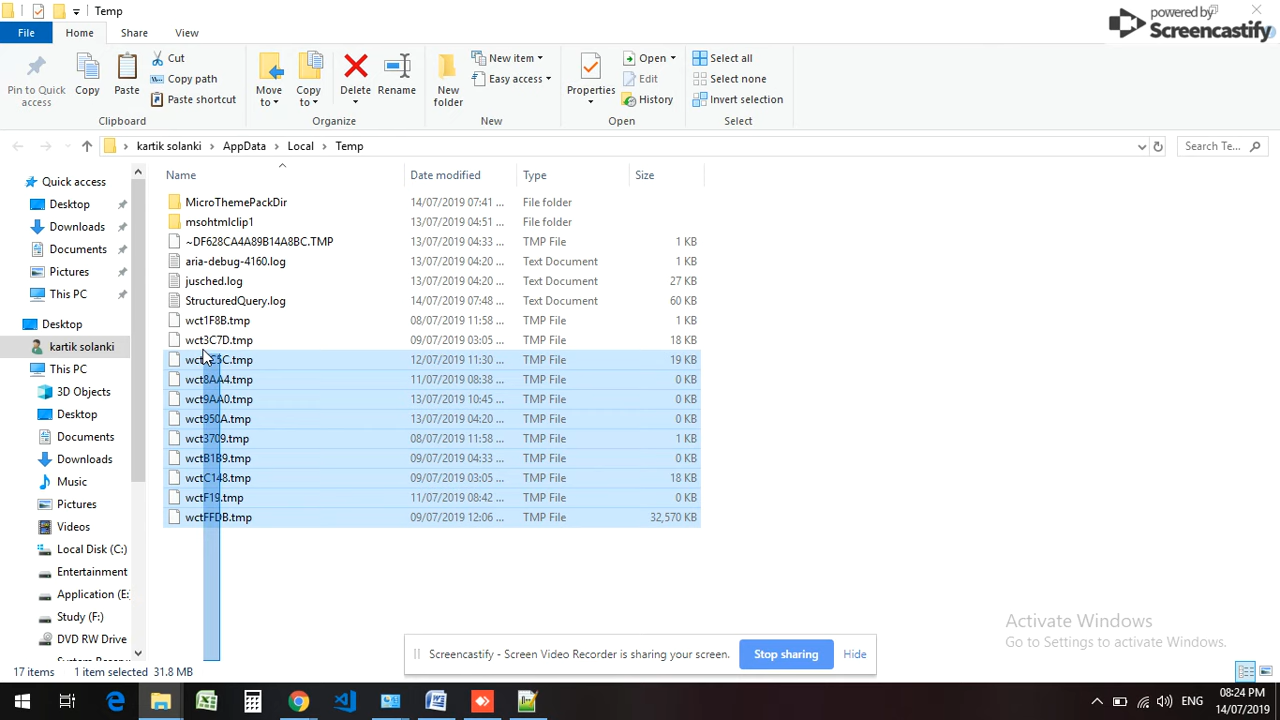 Temp
powered by
Screencastify
File Home Share View
Pin to Quick access
Copy
Paste
Cut
Copy path
Paste shortcut
Clipboard
Move to
Copy to
Delete
Rename
Organize
New folder
New item
Easy access
New
Properties
Open
Edit
History
Open
Select all
Select none
Invert selection
Select
kartik solanki > AppData > Local > Temp
Search Te...
Quick access
Desktop
Downloads
Documents
Pictures
This PC
Desktop
kartik solanki
This PC
3D Objects
Desktop
Documents
Downloads
Music
Pictures
Videos
Local Disk (C:)
Entertainment
Application (E:
Study (F:)
DVD RW Drive
Name Date modified Type Size
MicroThemePackDir 14/07/2019 07:41 ... File folder
msohtmlclip1 13/07/2019 04:51 ... File folder
~DF628CA4A89B14A8BC.TMP 13/07/2019 04:33 ... TMP File 1 KB
aria-debug-4160.log 13/07/2019 04:20 ... Text Document 1 KB
jusched.log 13/07/2019 04:20 ... Text Document 27 KB
StructuredQuery.log 14/07/2019 07:48 ... Text Document 60 KB
wct1F8B.tmp 08/07/2019 11:58 ... TMP File 1 KB
wct3C7D.tmp 09/07/2019 03:05 ... TMP File 18 KB
12/07/2019 11:30 ... TMP File 19 KB
wct8AA4.tmp 11/07/2019 08:38 ... TMP File 0 KB
wct9AA0.tmp 13/07/2019 10:45 ... TMP File 0 KB
wct950A.tmp 13/07/2019 04:20 ... TMP File 0 KB
wct3709.tmp 08/07/2019 11:58 ... TMP File 1 KB
wctB1B9.tmp 09/07/2019 04:33 ... TMP File 0 KB
wctC148.tmp 09/07/2019 03:05 ... TMP File 18 KB
wctF19.tmp 11/07/2019 08:42 ... TMP File 0 KB
wctFFDB.tmp 09/07/2019 12:06 ... TMP File 32,570 KB
Activate Windows
Go to Settings to activate Windows.
Screencastify - Screen Video Recorder is sharing your screen. Stop sharing Hide
17 items 1 item selected 31.8 MB
ENG
08:24 PM
14/07/2019